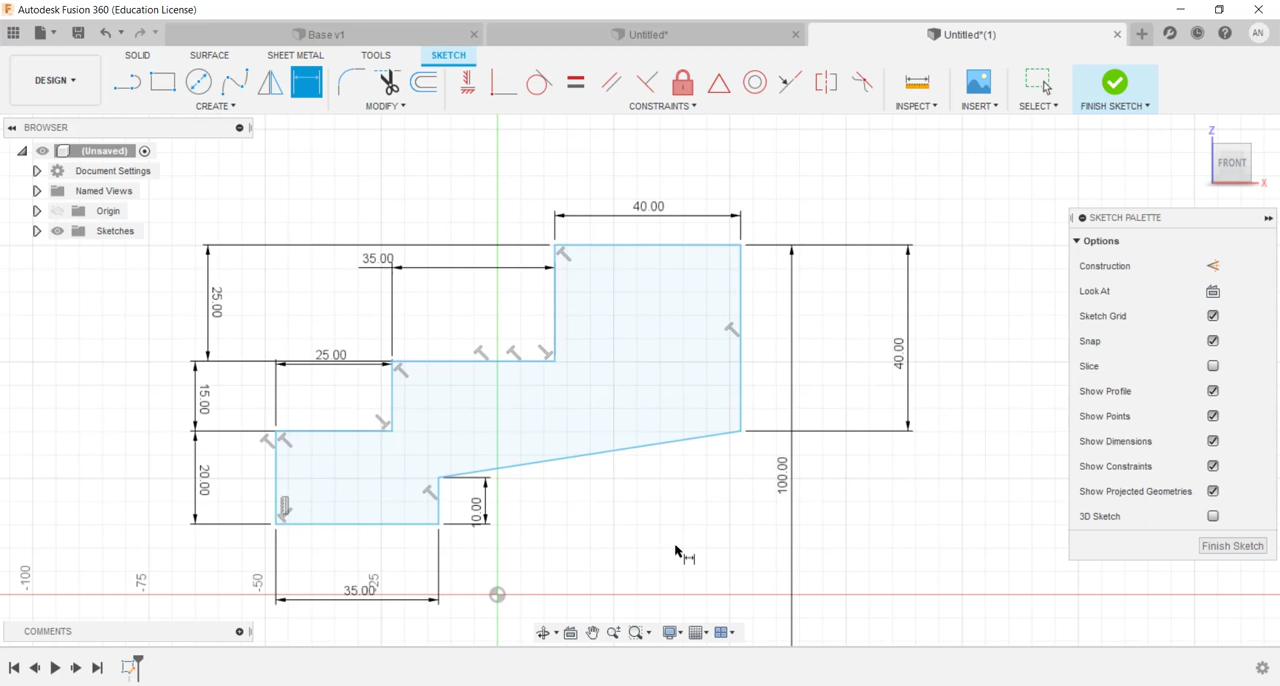 F Autodesk Fusion 360 (Education License)
Base v1
Untitled*
Untitled*(1)
AN
SOLID
SURFACE
SHEET METAL
TOOLS
SKETCH
DESIGN
CREATE
MODIFY
CONSTRAINTS
INSPECT
INSERT
SELECT
FINISH SKETCH
BROWSER
(Unsaved)
Document Settings
Named Views
Origin
Sketches
Z
FRONT
X
SKETCH PALETTE
Options
Construction
Look At
Sketch Grid
Snap
Slice
Show Profile
Show Points
Show Dimensions
Show Constraints
Show Projected Geometries
3D Sketch
Finish Sketch
40.00
35.00
25.00
25.00
40.00
15.00
20.00
100.00
10.00
35.00
-100
-75
-50
-25
COMMENTS